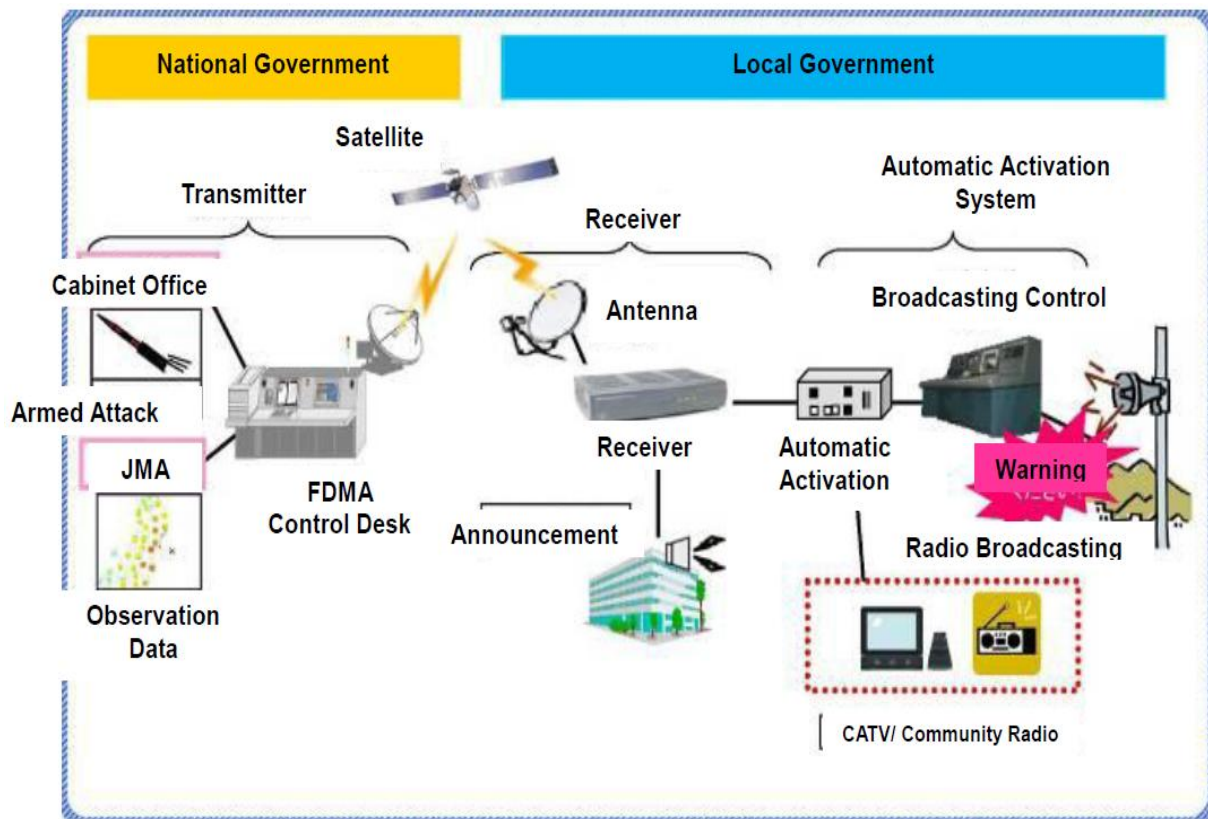 National Government
Local Government
Satellite
Automatic Activation
System
Transmitter
Receiver
Cabinet Office
Antenna
Broadcasting Control
Armed Attack
JMA
Receiver
Automatic
Activation
Warning
FDMA
Control Desk
Announcement
Radio Broadcasting
Observation
Data
CATV/ Community Radio